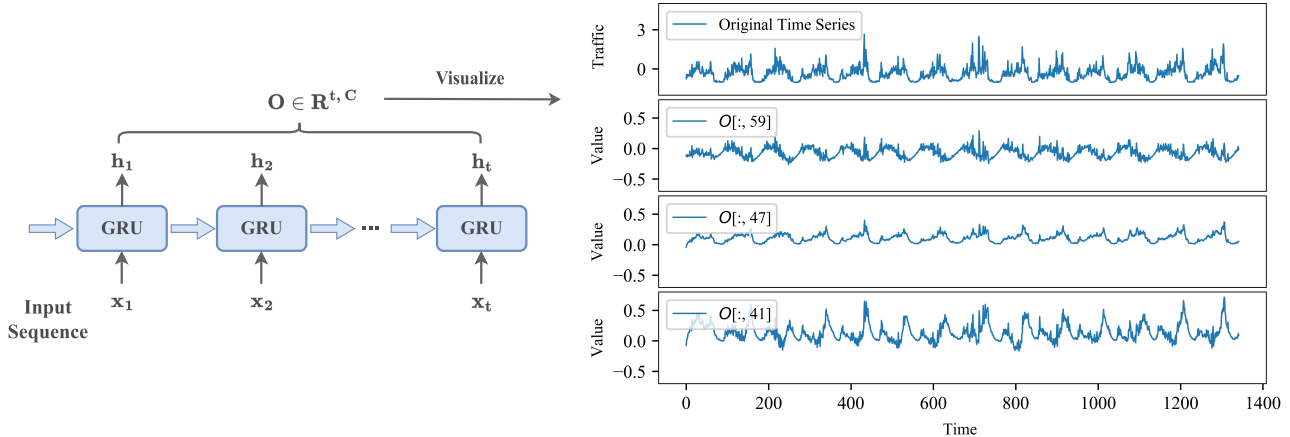 Visualize
O ∈ R^{t, C}
h₁
h₂
hₜ
GRU
GRU
...
GRU
x₁
x₂
xₜ
Input
Sequence
Original Time Series
Traffic
3
0
O[:, 59]
Value
0.5
0.0
−0.5
O[:, 47]
Value
0.5
0.0
−0.5
O[:, 41]
Value
0.5
0.0
−0.5
0 200 400 600 800 1000 1200 1400
Time